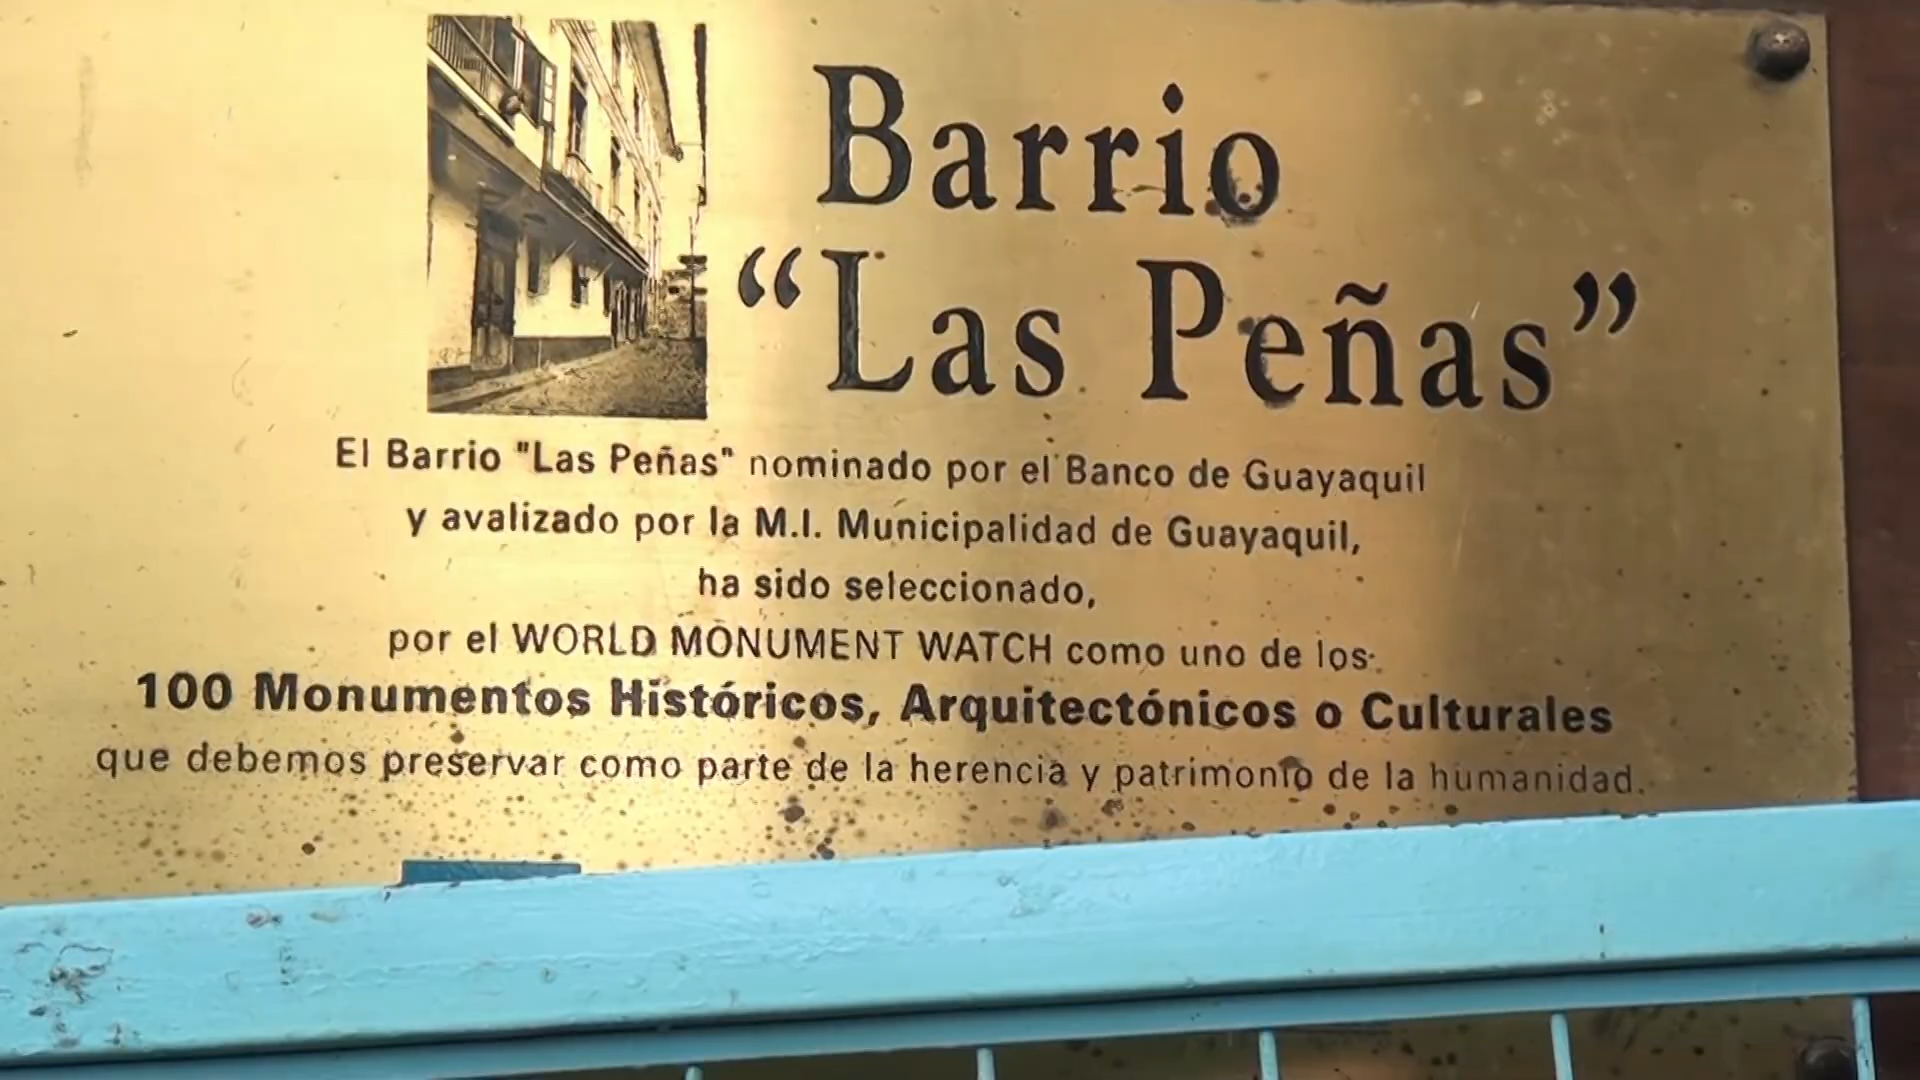 Barrio
“Las Peñas”
El Barrio "Las Peñas" nominado por el Banco de Guayaquil
y avalizado por la M.I. Municipalidad de Guayaquil,
ha sido seleccionado,
por el WORLD MONUMENT WATCH como uno de los
100 Monumentos Históricos, Arquitectónicos o Culturales
que debemos preservar como parte de la herencia y patrimonio de la humanidad.